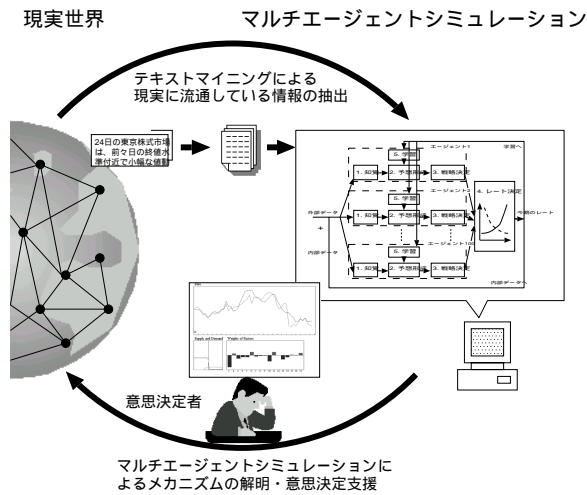 現実世界
マルチエージェントシミュレーション
テキストマイニングによる
現実に流通している情報の抽出
24日の東京株式市場
は、前々日の終値水
準付近で小幅な値動
エージェント1
学習へ
5. 学習
1. 知覚
2. 予想形成
3. 戦略決定
エージェント2
4. レート決定
5. 学習
外部データ
1. 知覚
2. 予想形成
3. 戦略決定
今期のレート
+
エージェント100
内部データ
5. 学習
1. 知覚
2. 予想形成
3. 戦略決定
内部データへ
Supply and Demand
Weights of Factors
意思決定者
マルチエージェントシミュレーションに
よるメカニズムの解明・意思決定支援